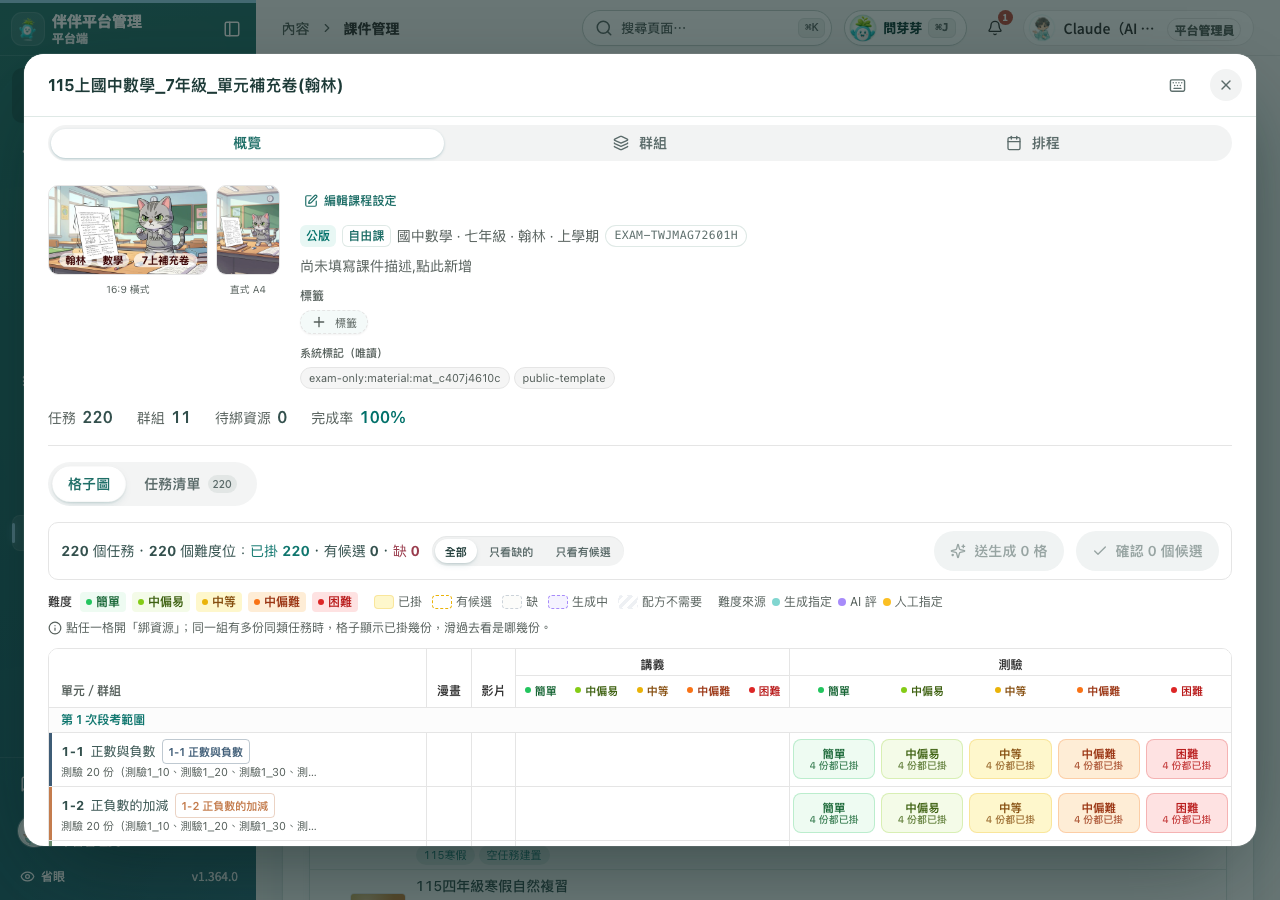 伴伴平台管理
平台端
內容 › 課件管理
搜尋頁面… ⌘K
問芽芽 ⌘J
1
Claude（AI … 平台管理員
115上國中數學_7年級_單元補充卷(翰林)
概覽
群組
排程
翰林 數學 7上補充卷
16:9 橫式
直式 A4
編輯課程設定
公版 自由課 國中數學 · 七年級 · 翰林 · 上學期 EXAM-TWJMAG72601H
尚未填寫課件描述,點此新增
標籤
+ 標籤
系統標記（唯讀）
exam-only:material:mat_c407j4610c public-template
任務 220 群組 11 待綁資源 0 完成率 100%
格子圖 任務清單 220
220 個任務 · 220 個難度位：已掛 220 · 有候選 0 · 缺 0 全部 只看缺的 只看有候選 送生成 0 格 確認 0 個候選
難度 簡單 中偏易 中等 中偏難 困難 已掛 有候選 缺 生成中 配方不需要 難度來源 生成指定 AI 評 人工指定
點任一格開「綁資源」；同一組有多份同類任務時，格子顯示已掛幾份，滑過去看是哪幾份。
單元 / 群組 漫畫 影片 講義 測驗
簡單 中偏易 中等 中偏難 困難 簡單 中偏易 中等 中偏難 困難
第 1 次段考範圍
1-1 正數與負數 1-1 正數與負數
測驗 20 份（測驗1_10、測驗1_20、測驗1_30、測…
簡單 中偏易 中等 中偏難 困難
4 份都已掛 4 份都已掛 4 份都已掛 4 份都已掛 4 份都已掛
1-2 正負數的加減 1-2 正負數的加減
測驗 20 份（測驗1_10、測驗1_20、測驗1_30、測…
簡單 中偏易 中等 中偏難 困難
4 份都已掛 4 份都已掛 4 份都已掛 4 份都已掛 4 份都已掛
115寒假 空任務建置
省眼 v1.364.0
115四年級寒假自然複習